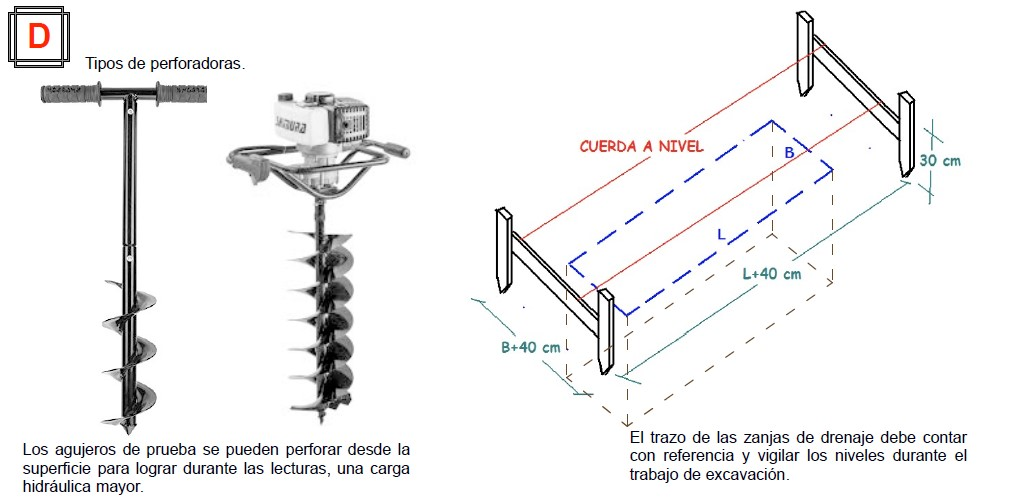 D
Tipos de perforadoras.
CUERDA A NIVEL
B
30 cm
L
L+40 cm
B+40 cm
Los agujeros de prueba se pueden perforar desde la
superficie para lograr durante las lecturas, una carga
hidráulica mayor.
El trazo de las zanjas de drenaje debe contar
con referencia y vigilar los niveles durante el
trabajo de excavación.